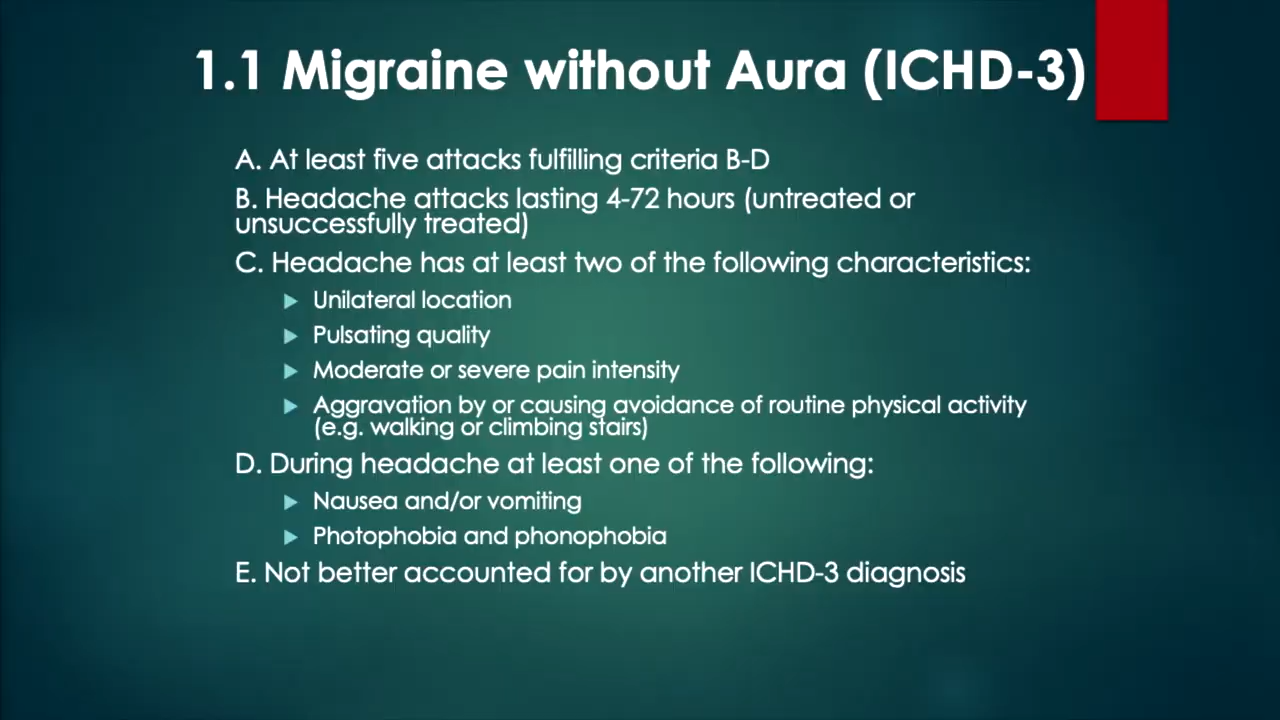 1.1 Migraine without Aura (ICHD-3)
A. At least five attacks fulfilling criteria B-D
B. Headache attacks lasting 4-72 hours (untreated or
unsuccessfully treated)
C. Headache has at least two of the following characteristics:
Unilateral location
Pulsating quality
Moderate or severe pain intensity
Aggravation by or causing avoidance of routine physical activity
(e.g. walking or climbing stairs)
D. During headache at least one of the following:
Nausea and/or vomiting
Photophobia and phonophobia
E. Not better accounted for by another ICHD-3 diagnosis